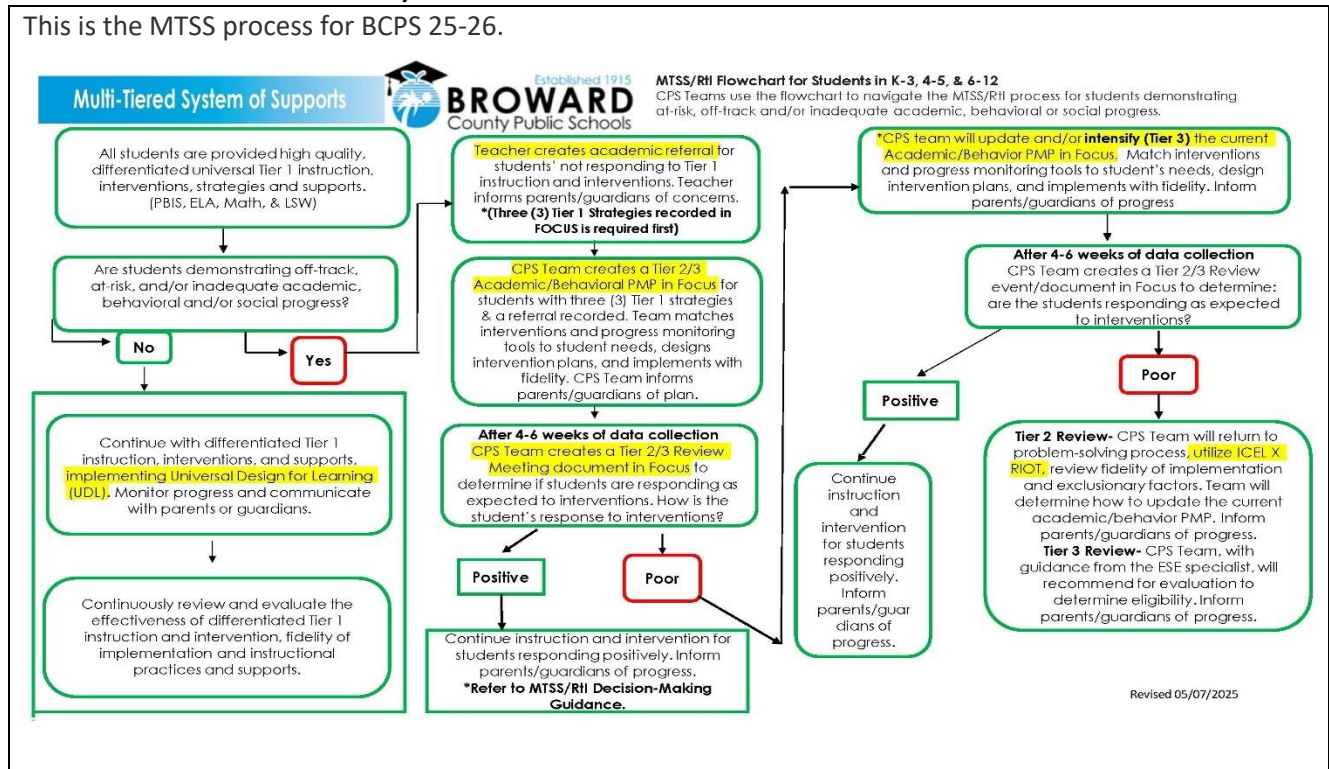 This is the MTSS process for BCPS 25-26.
Multi-Tiered System of Supports
Established 1915
BROWARD
County Public Schools
MTSS/RtI Flowchart for Students in K-3, 4-5, & 6-12
CPS Teams use the flowchart to navigate the MTSS/RtI process for students demonstrating
at-risk, off-track and/or inadequate academic, behavioral or social progress.
All students are provided high quality,
differentiated universal Tier 1 instruction,
interventions, strategies and supports.
(PBIS, ELA, Math, & LSW)
Are students demonstrating off-track,
at-risk, and/or inadequate academic,
behavioral and/or social progress?
No
Yes
Continue with differentiated Tier 1
instruction, interventions, and supports,
implementing Universal Design for Learning
(UDL). Monitor progress and communicate
with parents or guardians.
Continuously review and evaluate the
effectiveness of differentiated Tier 1
instruction and intervention, fidelity of
implementation and instructional
practices and supports.
Teacher creates academic referral for
students' not responding to Tier 1
instruction and interventions. Teacher
informs parents/guardians of concerns.
*(Three (3) Tier 1 Strategies recorded in
FOCUS is required first)
CPS Team creates a Tier 2/3
Academic/Behavioral PMP in Focus for
students with three (3) Tier 1 strategies
& a referral recorded. Team matches
interventions and progress monitoring
tools to student needs, designs
intervention plans, and implements with
fidelity. CPS Team informs
parents/guardians of plan.
After 4-6 weeks of data collection
CPS Team creates a Tier 2/3 Review
Meeting document in Focus to
determine if students are responding as
expected to interventions. How is the
student's response to interventions?
Positive
Poor
Continue instruction and intervention for
students responding positively. Inform
parents/guardians of progress.
*Refer to MTSS/RtI Decision-Making
Guidance.
*CPS team will update and/or intensify (Tier 3) the current
Academic/Behavior PMP in Focus. Match interventions
and progress monitoring tools to student's needs, design
intervention plans, and implements with fidelity. Inform
parents/guardians of progress
After 4-6 weeks of data collection
CPS Team creates a Tier 2/3 Review
event/document in Focus to determine:
are the students responding as expected
to interventions?
Positive
Poor
Continue
instruction
and
intervention
for students
responding
positively.
Inform
parents/guar
dians of
progress.
Tier 2 Review- CPS Team will return to
problem-solving process, utilize ICEL X
RIOT, review fidelity of implementation
and exclusionary factors. Team will
determine how to update the current
academic/behavior PMP. Inform
parents/guardians of progress.
Tier 3 Review- CPS Team, with
guidance from the ESE specialist, will
recommend for evaluation to
determine eligibility. Inform
parents/guardians of progress.
Revised 05/07/2025